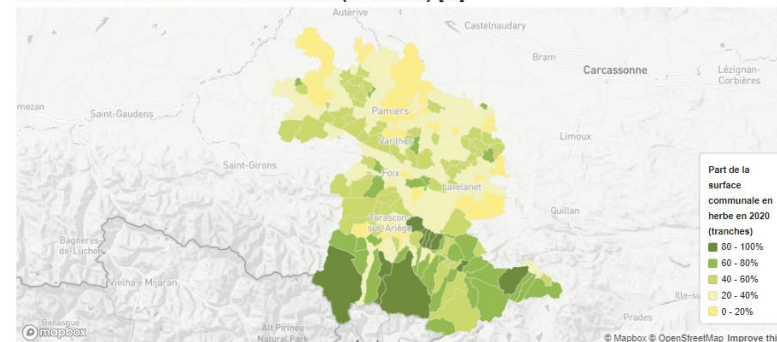 Auterive
Castelnaudary
Bram
Carcassonne
Lézignan-
Corbières
mezan
Saint-Gaudens
Pamiers
Varilhes
Limoux
Saint-Girons
Foix
Lavelanet
Quillan
Tarascon-
sur-Ariège
Bagnères-
de-Luchon
Vielha e Mijaran
Prades
Alt Pirineu
Natural Park
Part de la
surface
communale en
herbe en 2020
(tranches)
80 - 100%
60 - 80%
40 - 60%
20 - 40%
0 - 20%
mapbox
© Mapbox © OpenStreetMap Improve thi